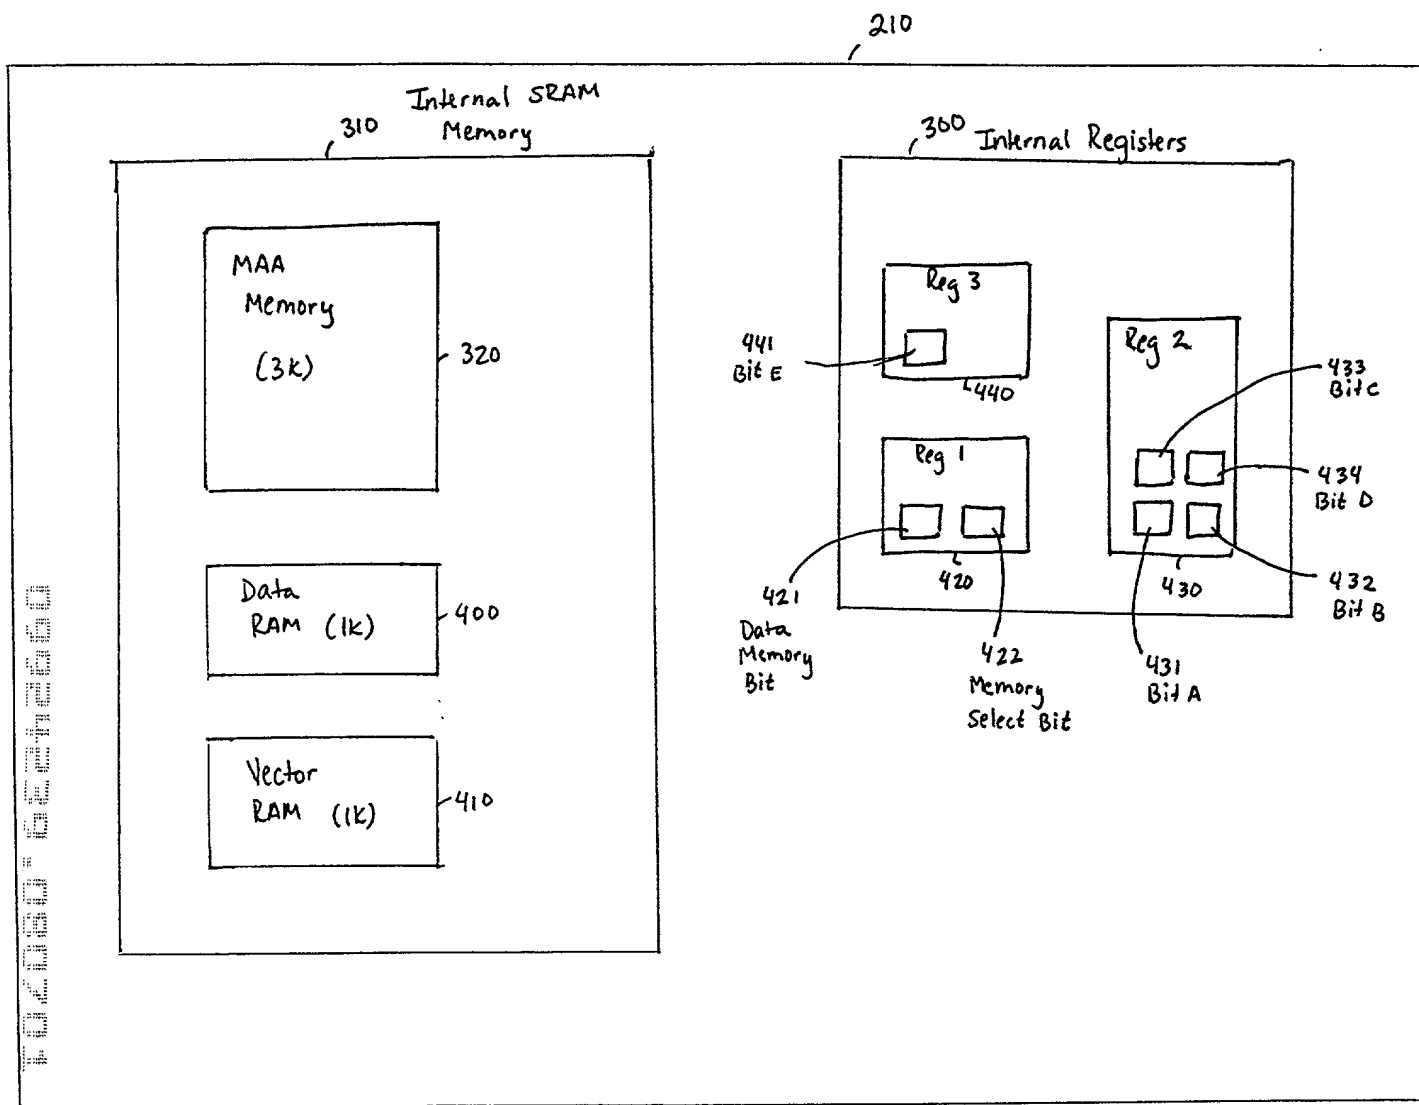 210
Internal SRAM
Memory
310
300
Internal Registers
MAA
Memory
(3K)
320
Reg 3
441
Bit E
440
Reg 2
433
Bit C
434
Bit D
Reg 1
420
430
421
Data
Memory
Bit
422
Memory
Select Bit
431
Bit A
432
Bit B
Data
RAM (1K)
400
Vector
RAM (1K)
410